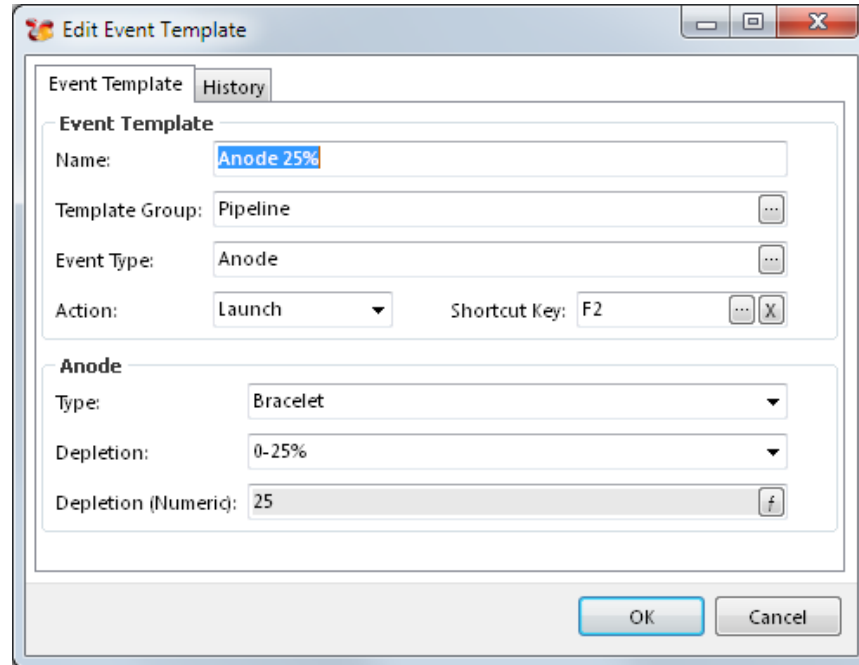 Edit Event Template
Event Template History
Event Template
Name: Anode 25%
Template Group: Pipeline ...
Event Type: Anode ...
Action: Launch Shortcut Key: F2 ... X
Anode
Type: Bracelet
Depletion: 0-25%
Depletion (Numeric): 25 f
OK Cancel